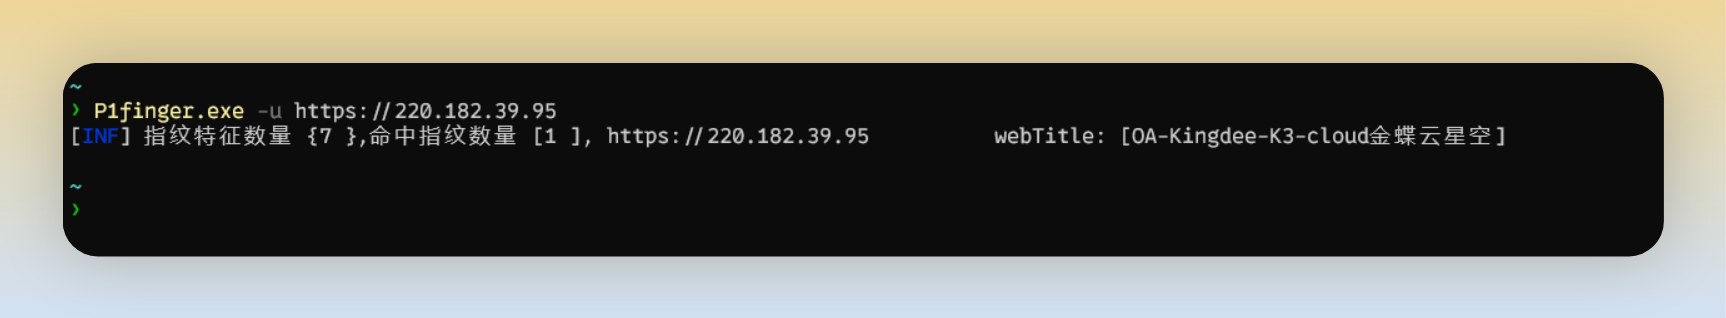 ~
❯ P1finger.exe -u https://220.182.39.95
[INF] 指纹特征数量 {7 },命中指纹数量 [1 ], https://220.182.39.95 webTitle: [OA-Kingdee-K3-cloud金蝶云星空]
~
❯